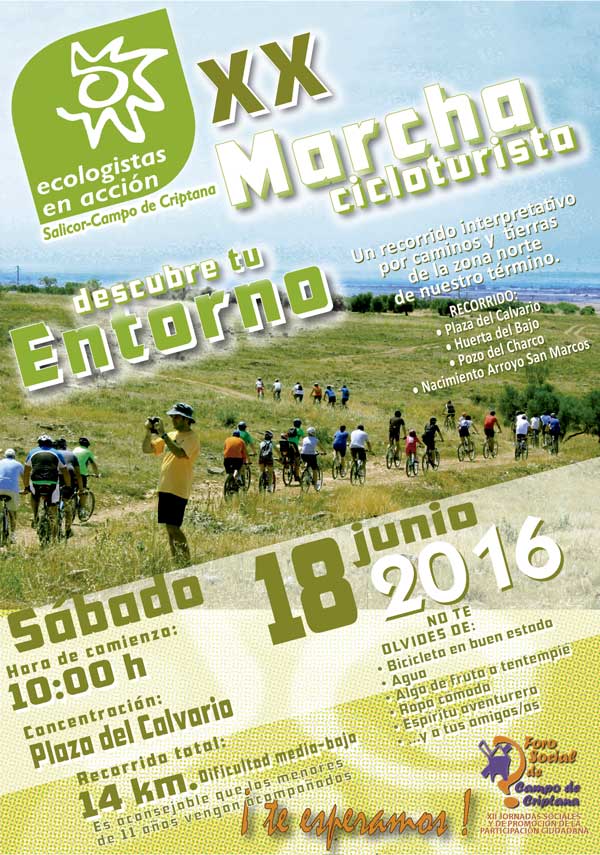 ecologistas
en acción
Salicor-Campo de Criptana
XX
Marcha
cicloturista
descubre tu
Entorno
Un recorrido interpretativo
por caminos y tierras
de la zona norte
de nuestro término.
RECORRIDO:
• Plaza del Calvario
• Huerta del Bajo
• Pozo del Charco
• Nacimiento Arroyo San Marcos
Sábado 18 junio
2016
Hora de comienzo:
10:00 h
Concentración:
Plaza del Calvario
Recorrido total:
14 km. Dificultad media-baja
Es aconsejable que los menores
de 11 años vengan acompañados
NO TE
OLVIDES DE:
• Bicicleta en buen estado
• Agua
• Algo de fruta o tentempie
• Ropa cómoda
• Espíritu aventurero
• ...y a tus amigos/as
¡ te esperamos !
Foro
Social
de
Campo de
Criptana
XII JORNADAS SOCIALES
Y DE PROMOCIÓN DE LA
PARTICIPACIÓN CIUDADANA